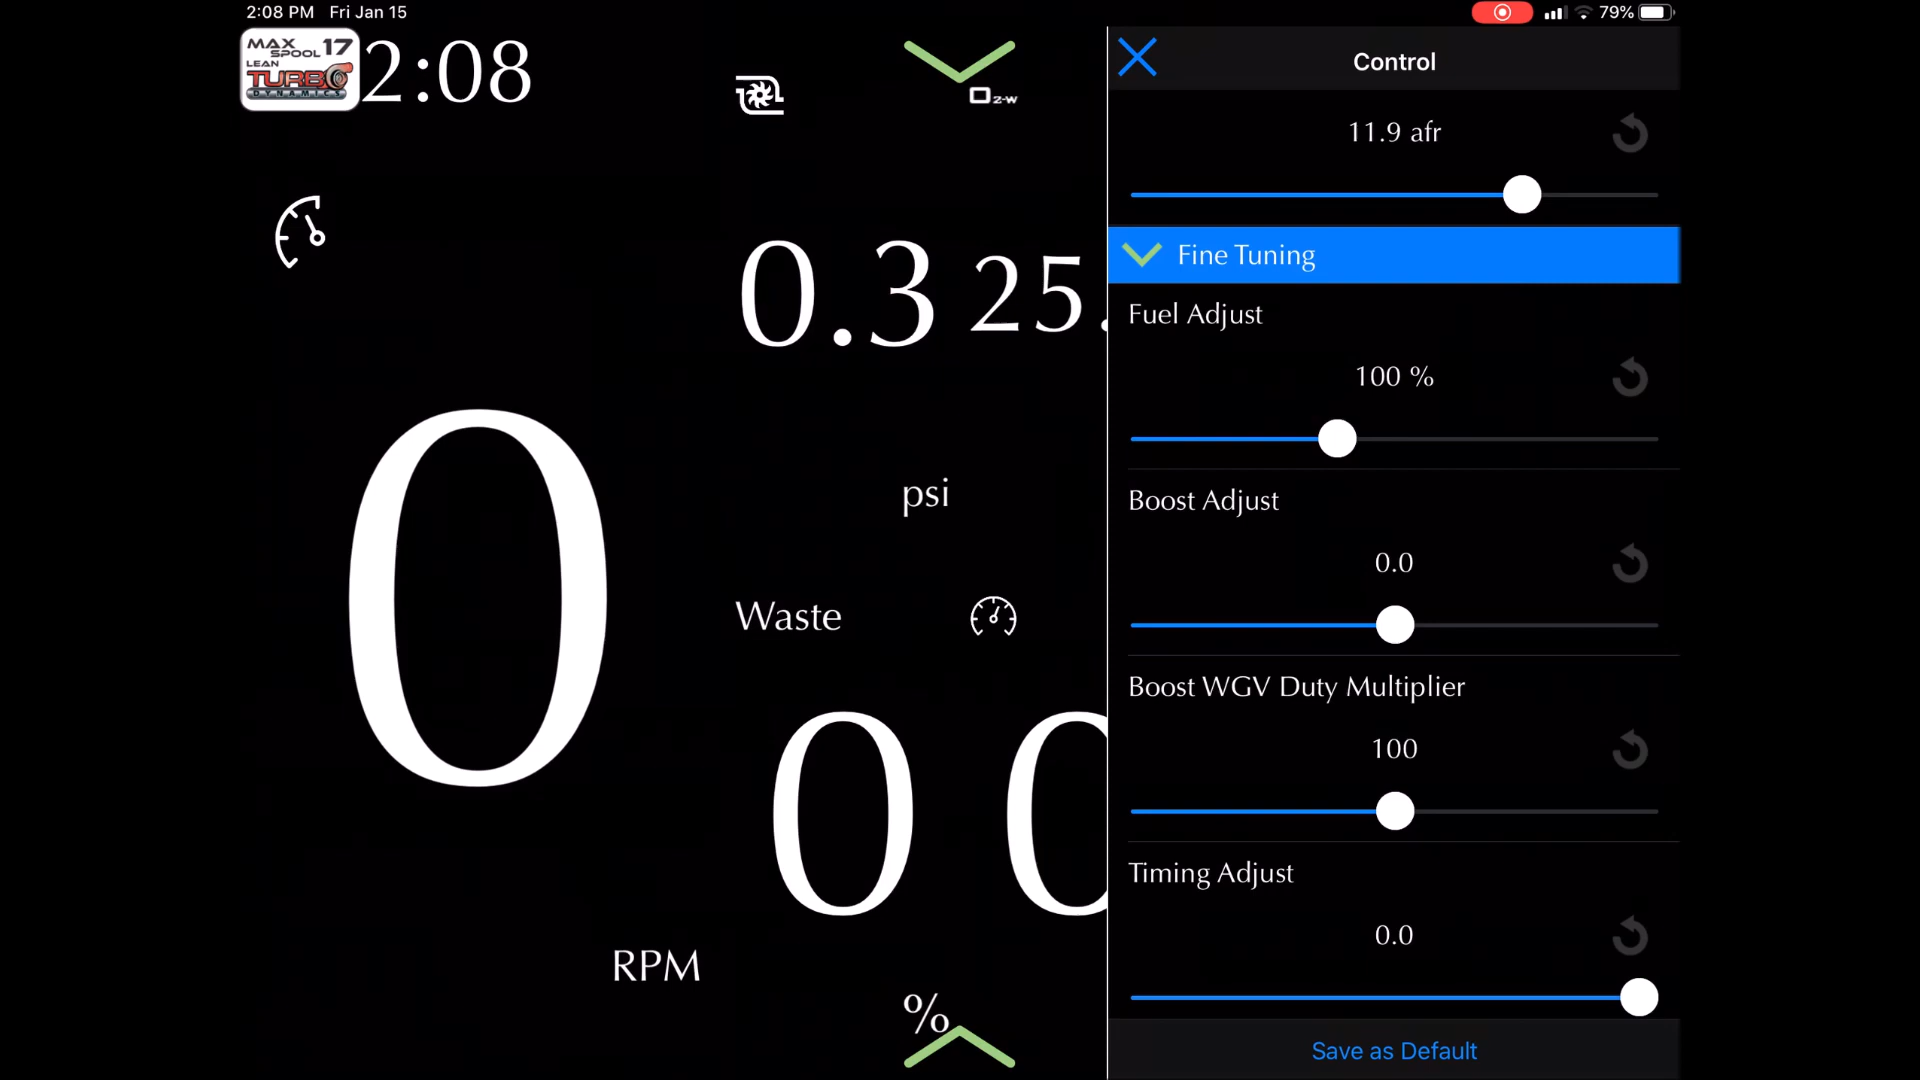 2:08 PM Fri Jan 15
79%
MAX SPOOL 17
LEAN
TURBO
DYNAMICS
2:08
O2-W
0.3
25.
0
psi
Waste
0
0
RPM
%
Control
11.9 afr
Fine Tuning
Fuel Adjust
100 %
Boost Adjust
0.0
Boost WGV Duty Multiplier
100
Timing Adjust
0.0
Save as Default